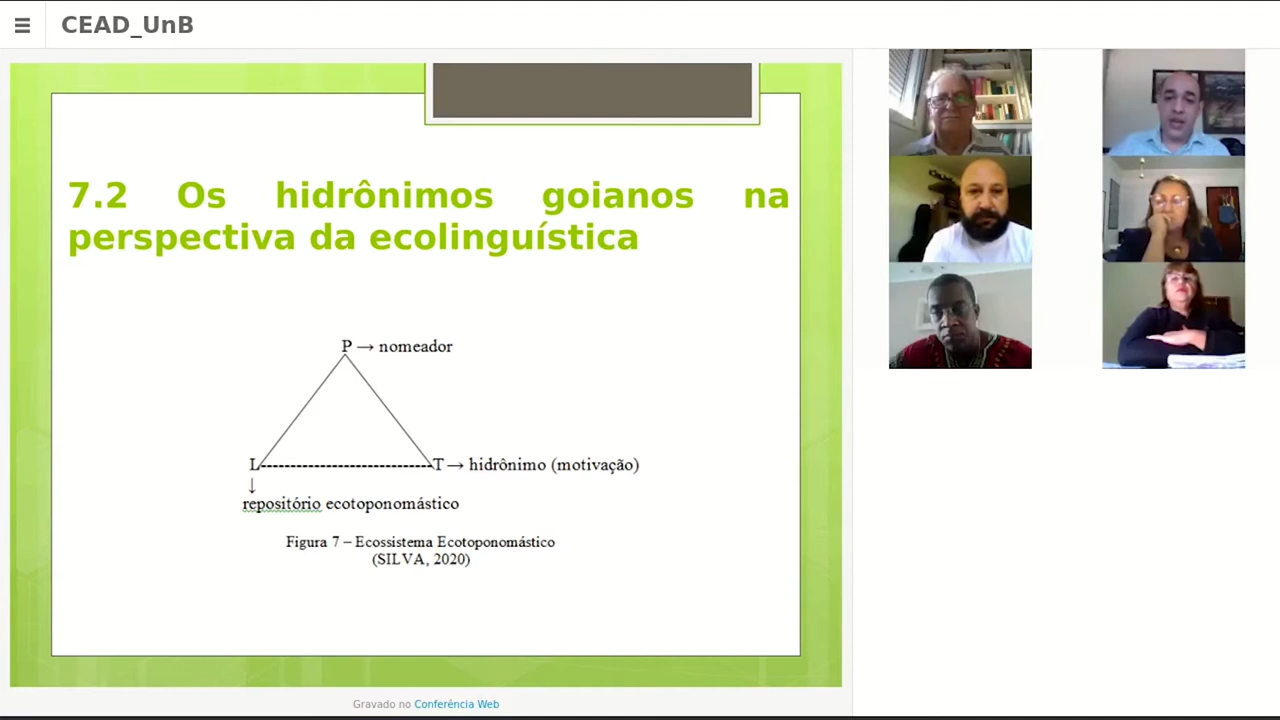 CEAD_UnB
7.2 Os hidrônimos goianos na
perspectiva da ecolinguística
P → nomeador
L
T → hidrônimo (motivação)
↓
repositório ecotoponomástico
Figura 7 – Ecossistema Ecotoponomástico
(SILVA, 2020)
Gravado no Conferência Web